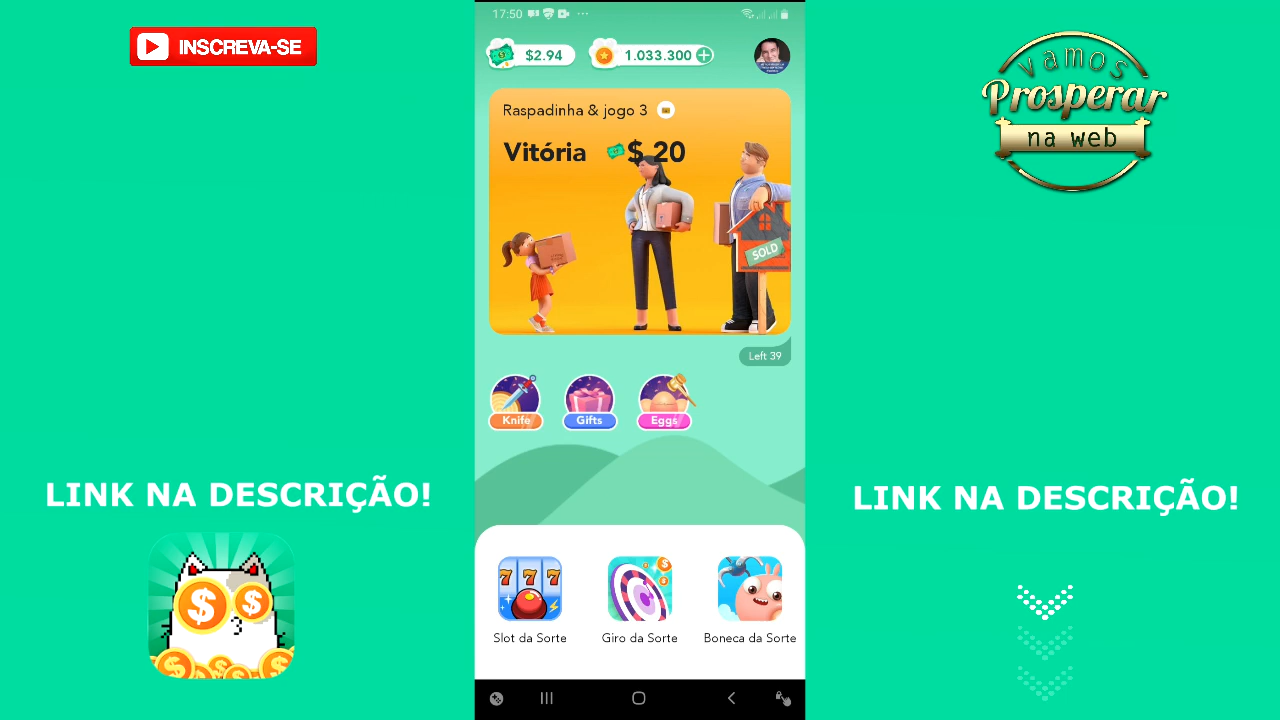 INSCREVA-SE
17:50
$2.94
1.033.300
Raspadinha & jogo 3
Vitória $ 20
SOLD
Left 39
Knife
Gifts
Eggs
777
Slot da Sorte
Giro da Sorte
Boneca da Sorte
LINK NA DESCRIÇÃO!
vamos
Prosperar
na web
LINK NA DESCRIÇÃO!